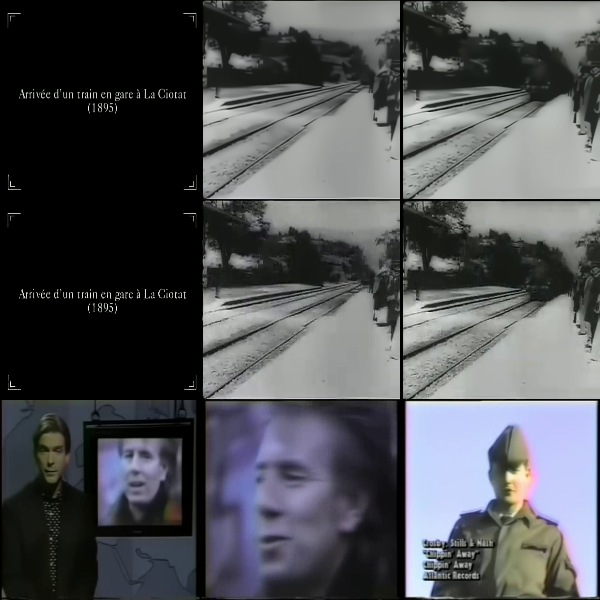 Arrivée d'un train en gare à La Ciotat
(1895)
Arrivée d'un train en gare à La Ciotat
(1895)
Crosby, Stills & Nash
"Chippin' Away"
Chippin' Away
Atlantic Records